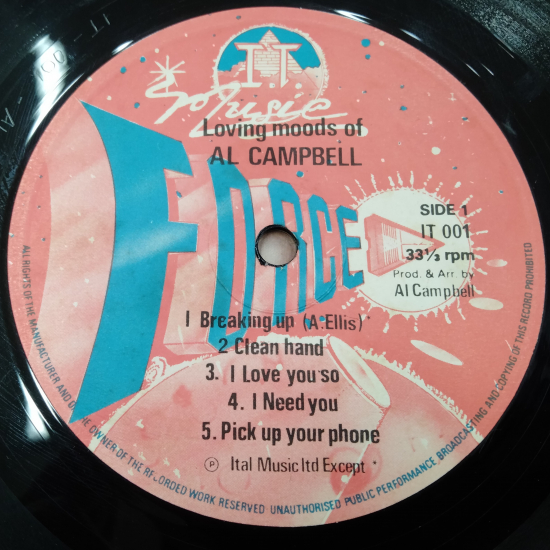 IT
Music
Loving moods of
AL CAMPBELL
FORCE
SIDE 1
IT 001
33⅓ rpm
Prod. & Arr. by
Al Campbell
1 Breaking up (A.Ellis)*
2 Clean hand
3. I Love you so
4. I Need you
5. Pick up your phone
℗ Ital Music ltd Except *
ALL RIGHTS OF THE MANUFACTURER AND OF THE OWNER OF THE RECORDED WORK RESERVED UNAUTHORISED PUBLIC PERFORMANCE, BROADCASTING AND COPYING OF THIS RECORD PROHIBITED